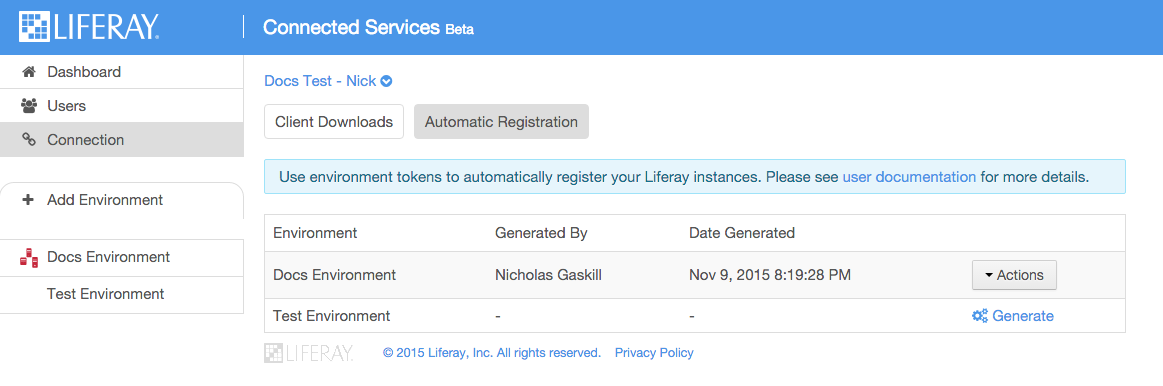 LIFERAY. Connected Services Beta
Dashboard
Users
Connection
Add Environment
Docs Environment
Test Environment
Docs Test - Nick
Client Downloads Automatic Registration
Use environment tokens to automatically register your Liferay instances. Please see user documentation for more details.
Environment Generated By Date Generated
Docs Environment Nicholas Gaskill Nov 9, 2015 8:19:28 PM Actions
Test Environment - - Generate
LIFERAY. © 2015 Liferay, Inc. All rights reserved. Privacy Policy